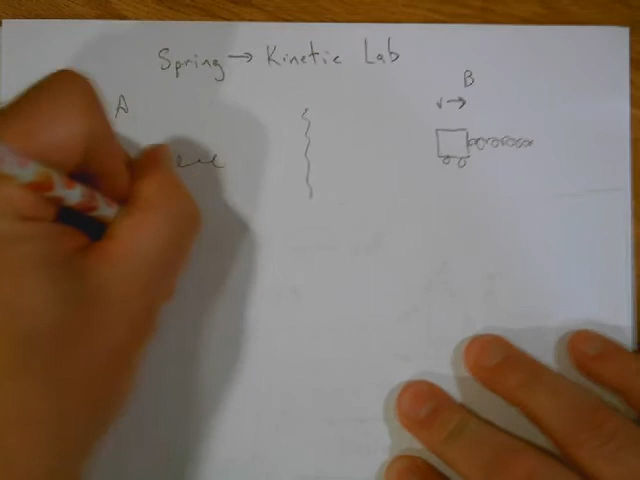 Spring → Kinetic Lab
A
B
v →